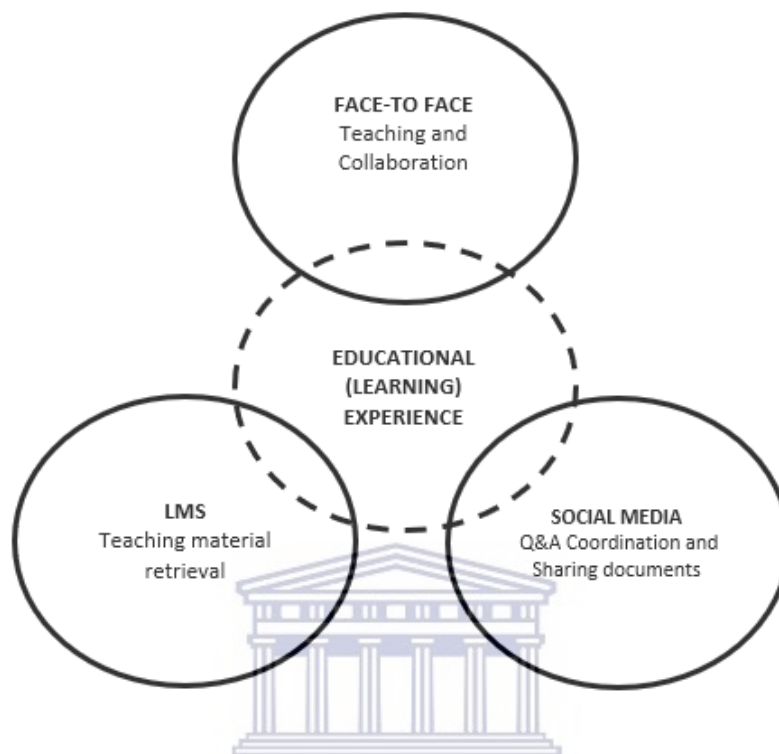 FACE-TO FACE
Teaching and
Collaboration
EDUCATIONAL
(LEARNING)
EXPERIENCE
LMS
Teaching material
retrieval
SOCIAL MEDIA
Q&A Coordination and
Sharing documents